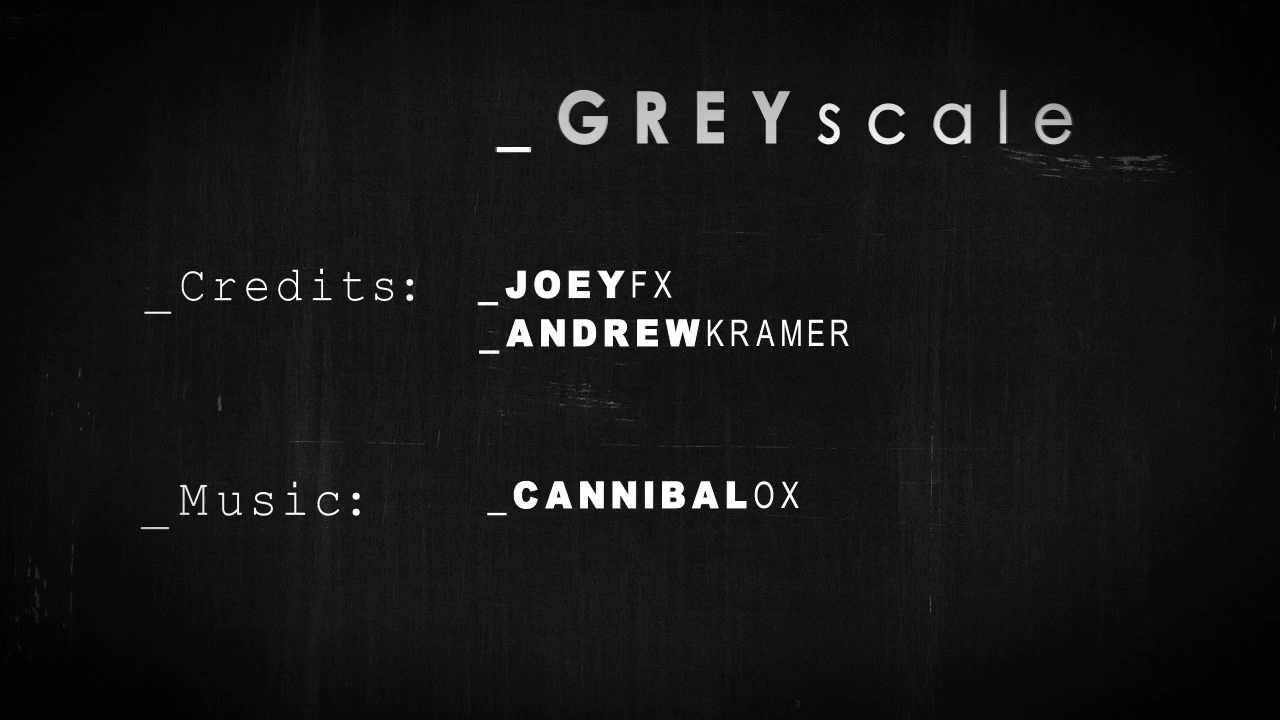 _GREYscale
_Credits: _JOEYFX
_ANDREWKRAMER
_Music: _CANNIBALOX